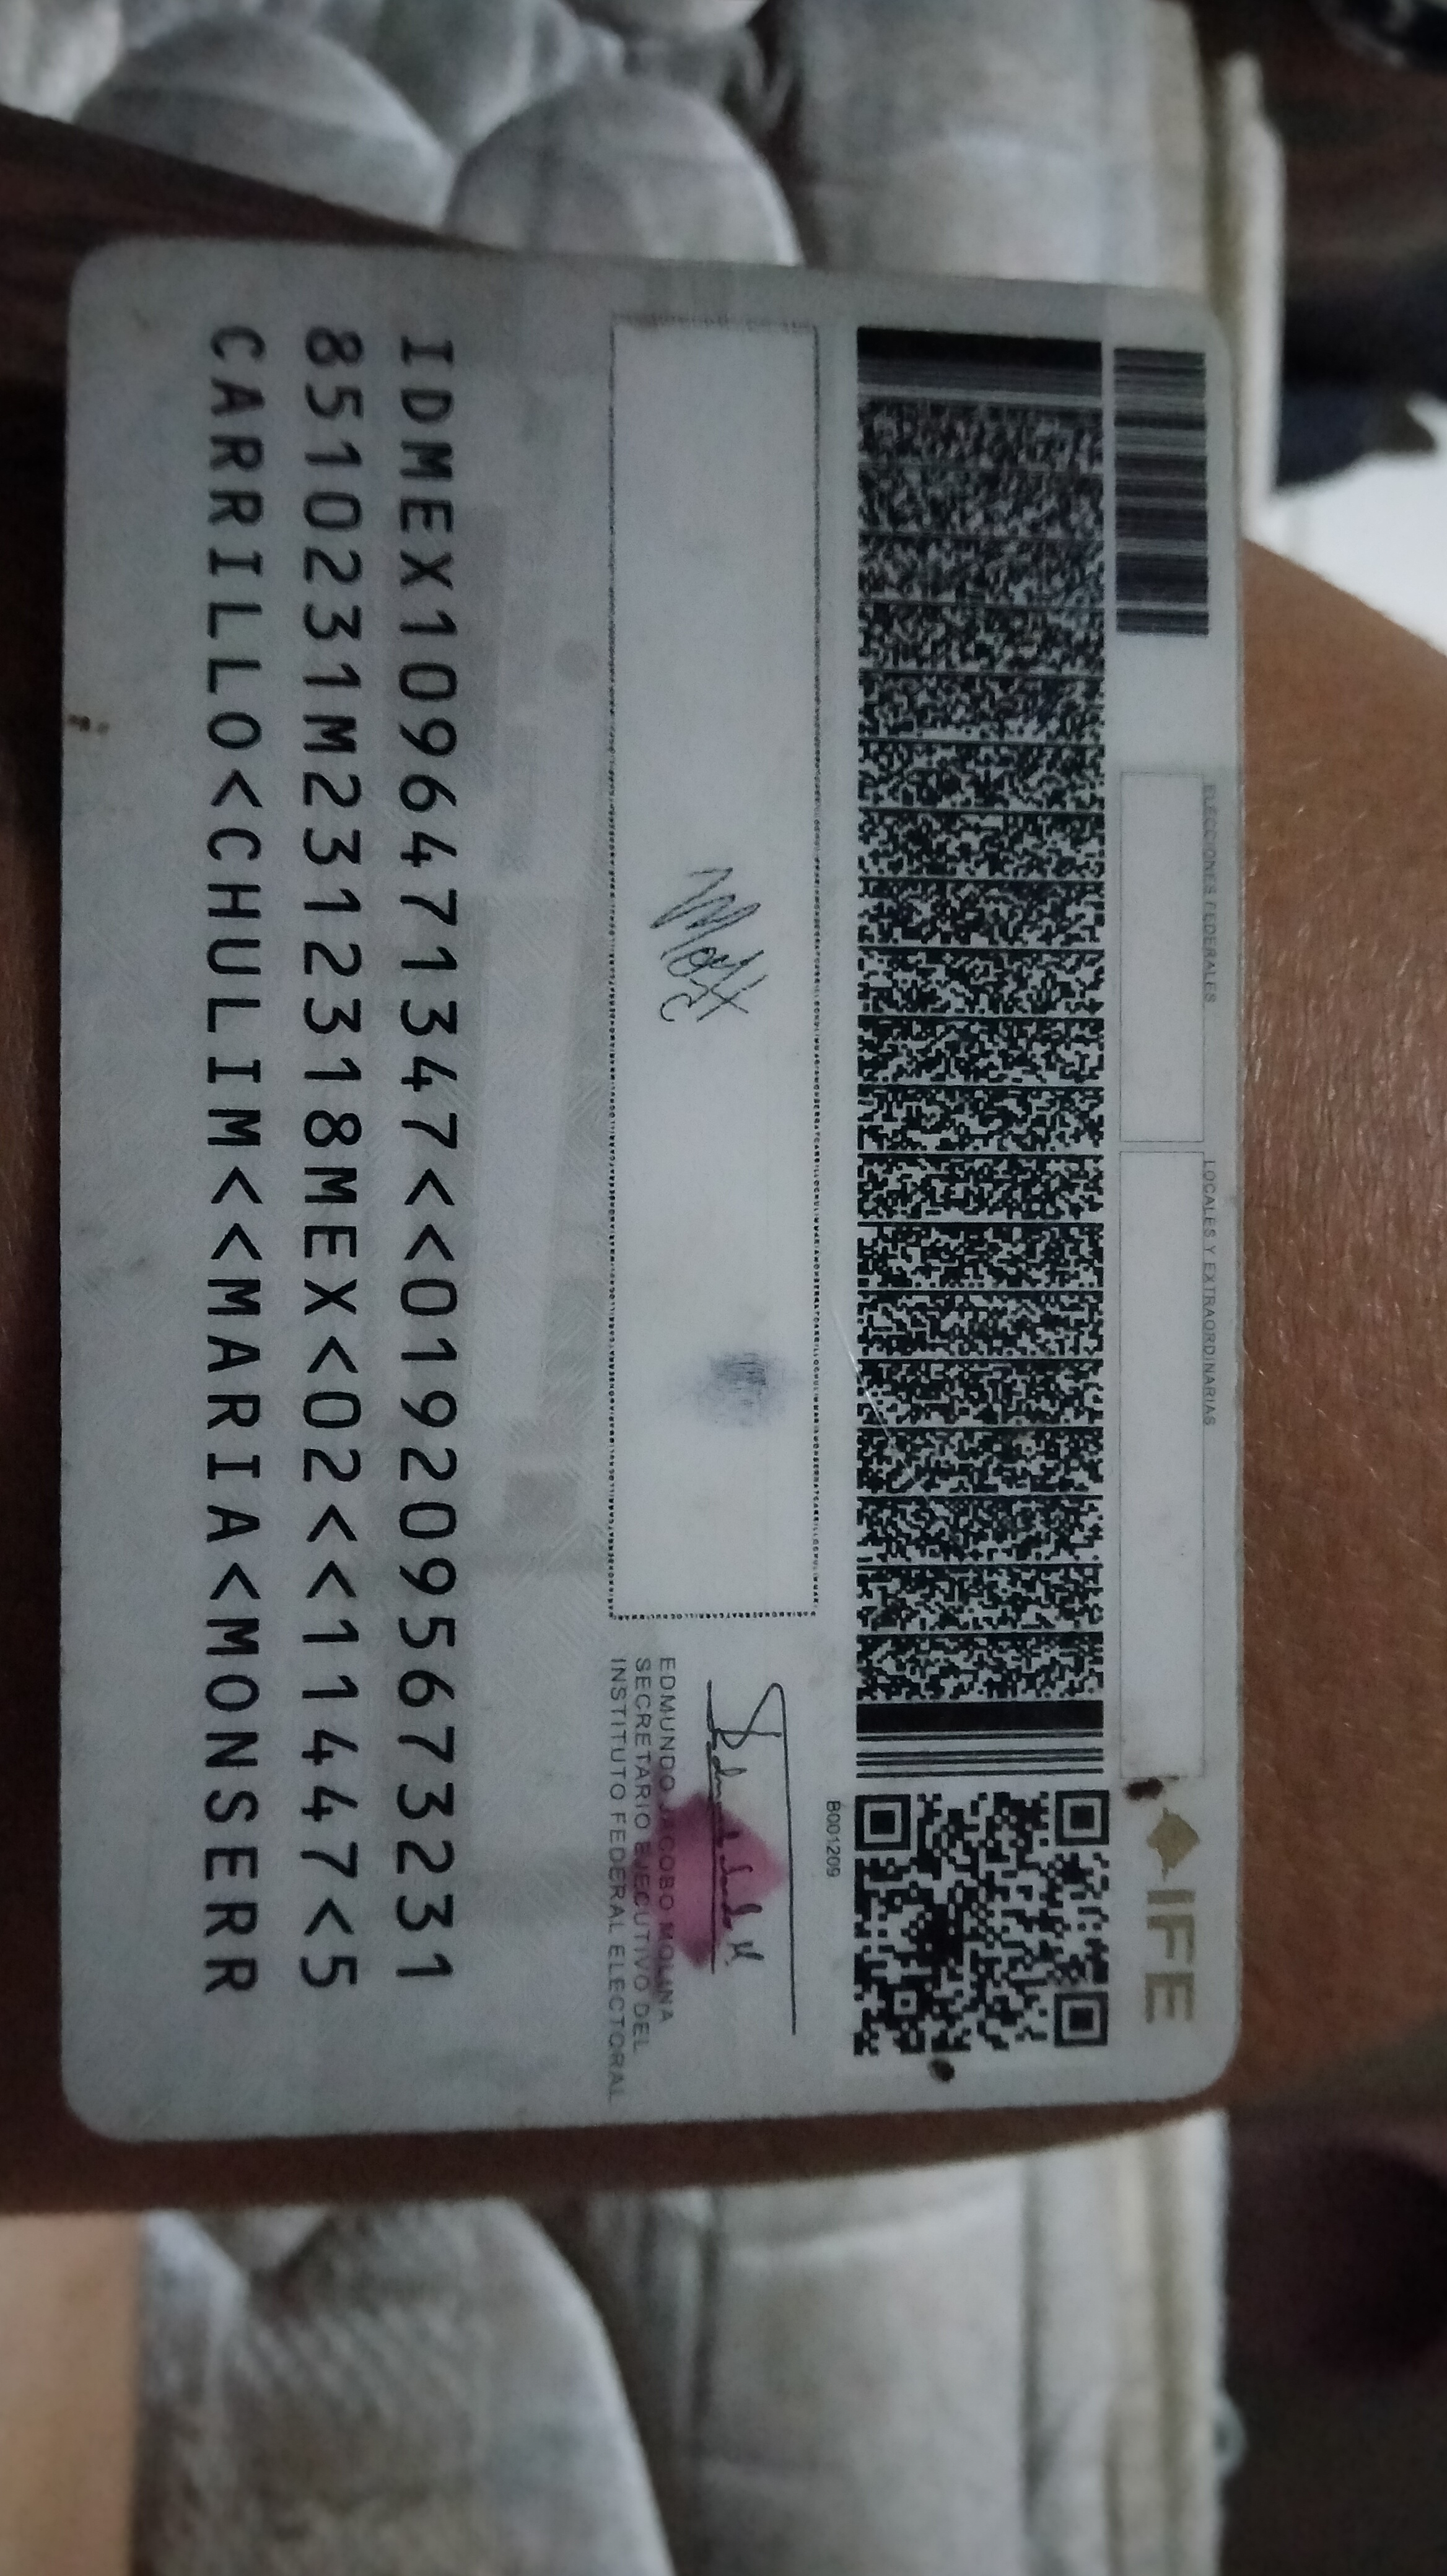 ELECCIONES FEDERALES
LOCALES Y EXTRAORDINARIAS
IFE
B001209
EDMUNDO JACOBO MOLINA
SECRETARIO EJECUTIVO DEL
INSTITUTO FEDERAL ELECTORAL
IDMEX1096471347<<0192095673231
8510231M2312318MEX<02<<11447<5
CARRILLO<CHULIM<<MARIA<MONSERR